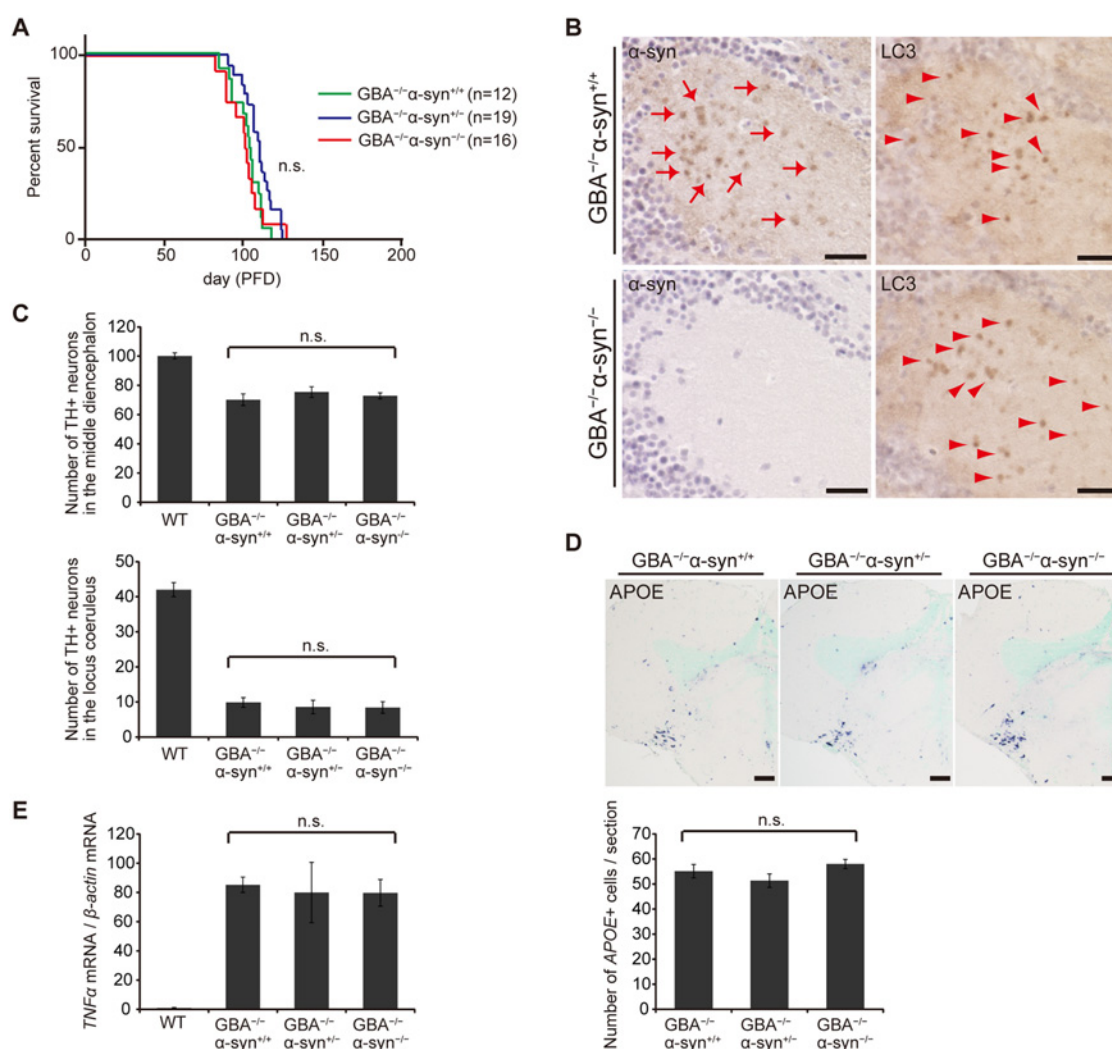 A
Percent survival
100
50
0
0
50
100
150
200
day (PFD)
GBA⁻/⁻α-syn⁺/⁺ (n=12)
GBA⁻/⁻α-syn⁺/⁻ (n=19)
GBA⁻/⁻α-syn⁻/⁻ (n=16)
n.s.
B
GBA⁻/⁻α-syn⁺/⁺
α-syn
LC3
GBA⁻/⁻α-syn⁻/⁻
α-syn
LC3
C
Number of TH+ neurons
in the middle diencephalon
120
100
80
60
40
20
0
n.s.
WT
GBA⁻/⁻
α-syn⁺/⁺
GBA⁻/⁻
α-syn⁺/⁻
GBA⁻/⁻
α-syn⁻/⁻
Number of TH+ neurons
in the locus coeruleus
50
40
30
20
10
0
n.s.
WT
GBA⁻/⁻
α-syn⁺/⁺
GBA⁻/⁻
α-syn⁺/⁻
GBA⁻/⁻
α-syn⁻/⁻
D
GBA⁻/⁻α-syn⁺/⁺
GBA⁻/⁻α-syn⁺/⁻
GBA⁻/⁻α-syn⁻/⁻
APOE
APOE
APOE
Number of APOE+ cells / section
70
60
50
40
30
20
10
0
n.s.
GBA⁻/⁻
α-syn⁺/⁺
GBA⁻/⁻
α-syn⁺/⁻
GBA⁻/⁻
α-syn⁻/⁻
E
TNFα mRNA / β-actin mRNA
120
100
80
60
40
20
0
n.s.
WT
GBA⁻/⁻
α-syn⁺/⁺
GBA⁻/⁻
α-syn⁺/⁻
GBA⁻/⁻
α-syn⁻/⁻